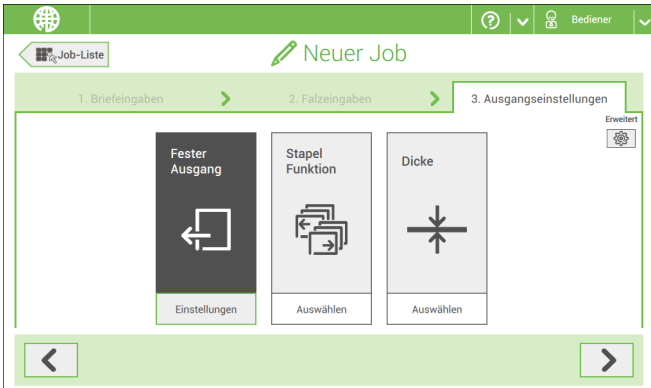 Bediener
Job-Liste
Neuer Job
1. Briefeingaben
2. Falzeingaben
3. Ausgangseinstellungen
Erweitert
Fester
Ausgang
Einstellungen
Stapel
Funktion
Auswählen
Dicke
Auswählen